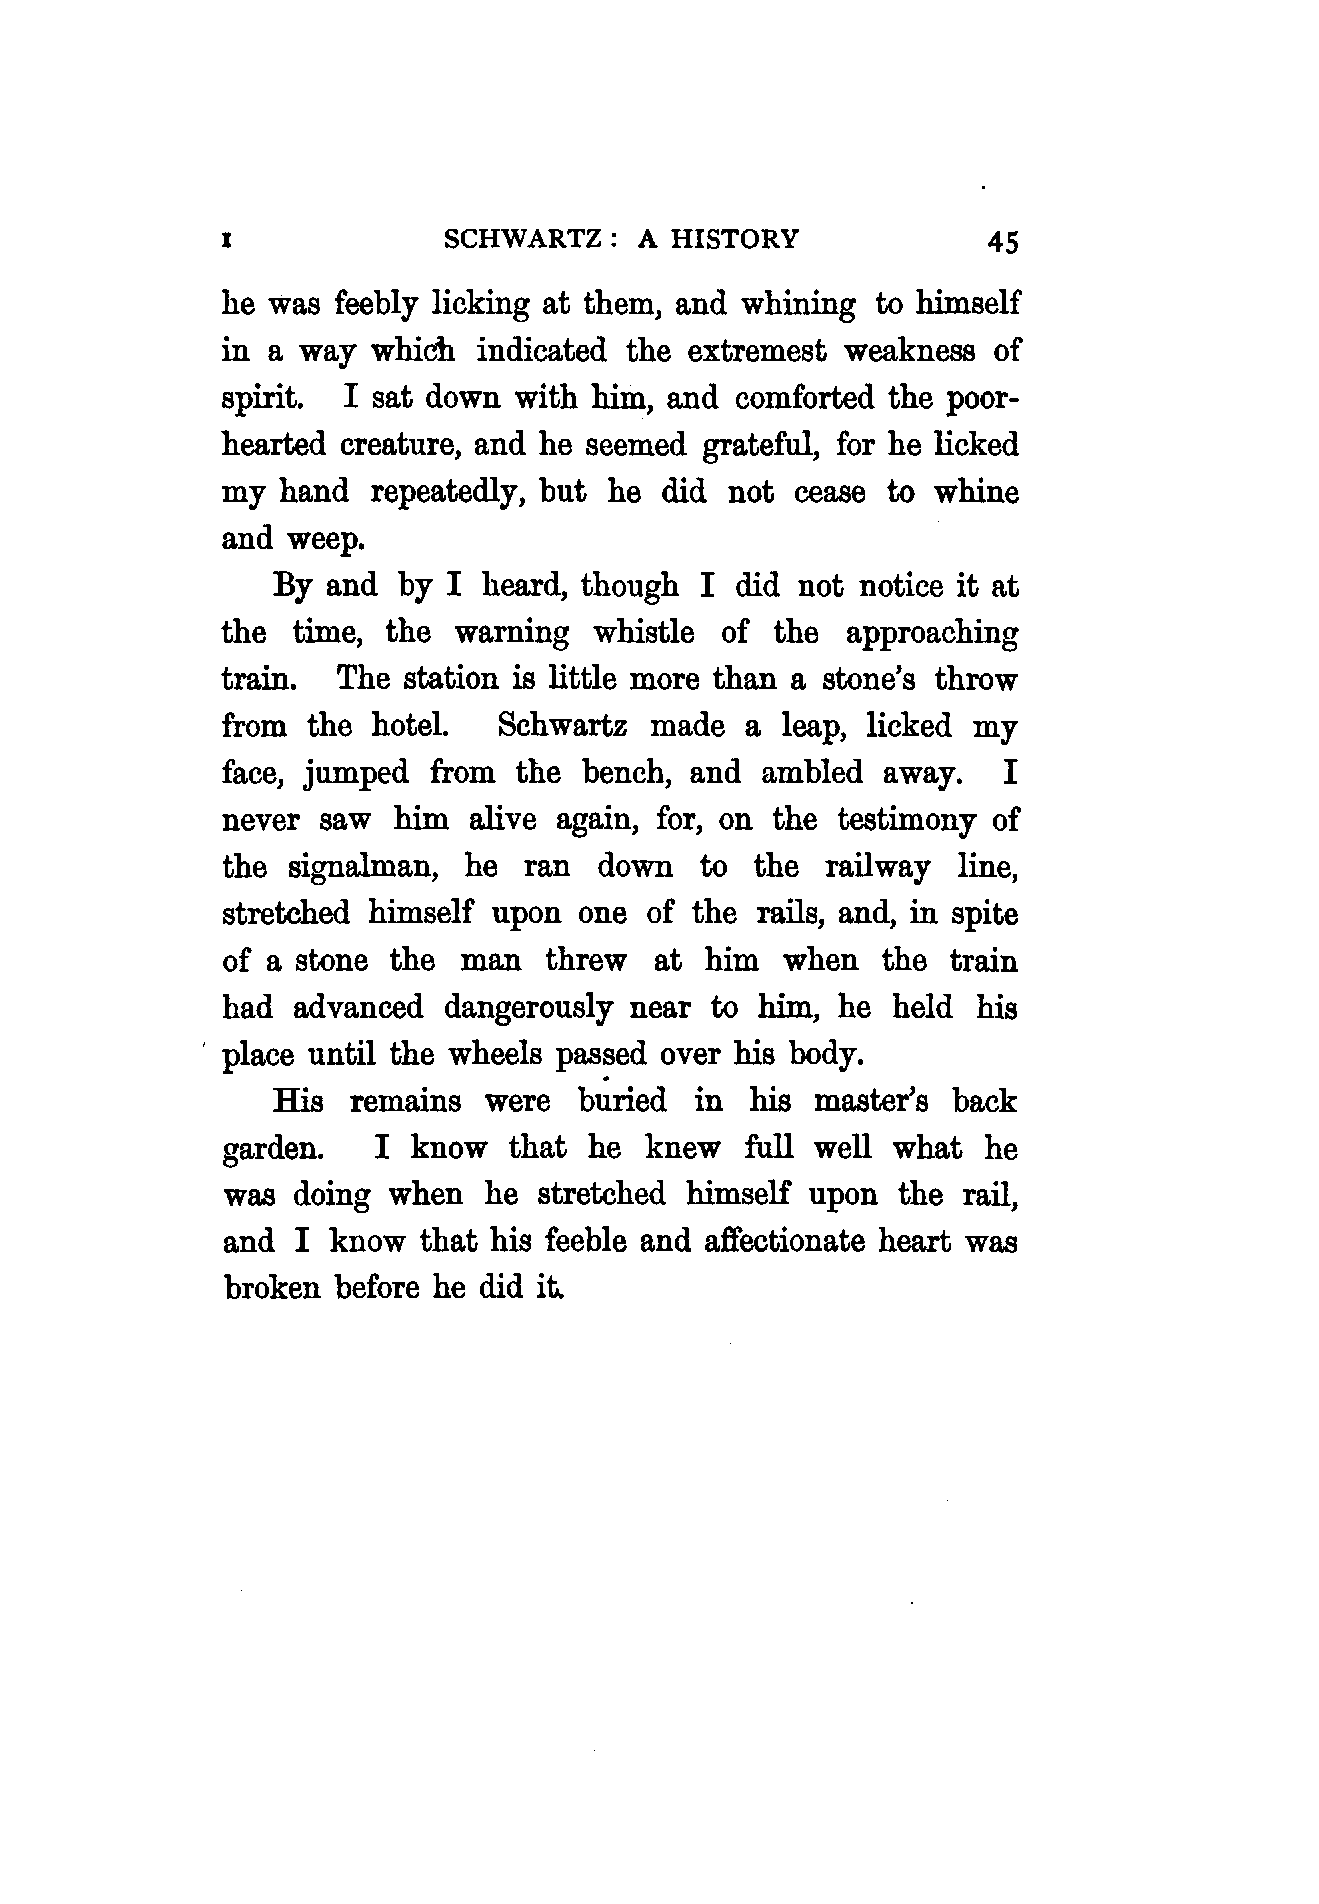 I SCHWARTZ: A HISTORY 45
he was feebly licking at them, and whining to himself
in a way which indicated the extremest weakness of
spirit. I sat down with him, and comforted the poor-
hearted creature, and he seemed grateful, for he licked
my hand repeatedly, but he did not cease to whine
and weep.
By and by I heard, though I did not notice it at
the time, the warning whistle of the approaching
train. The station is little more than a stone's throw
from the hotel. Schwartz made a leap, licked my
face, jumped from the bench, and ambled away. I
never saw him alive again, for, on the testimony of
the signalman, he ran down to the railway line,
stretched himself upon one of the rails, and, in spite
of a stone the man threw at him when the train
had advanced dangerously near to him, he held his
place until the wheels passed over his body.
His remains were buried in his master's back
garden. I know that he knew full well what he
was doing when he stretched himself upon the rail,
and I know that his feeble and affectionate heart was
broken before he did it.